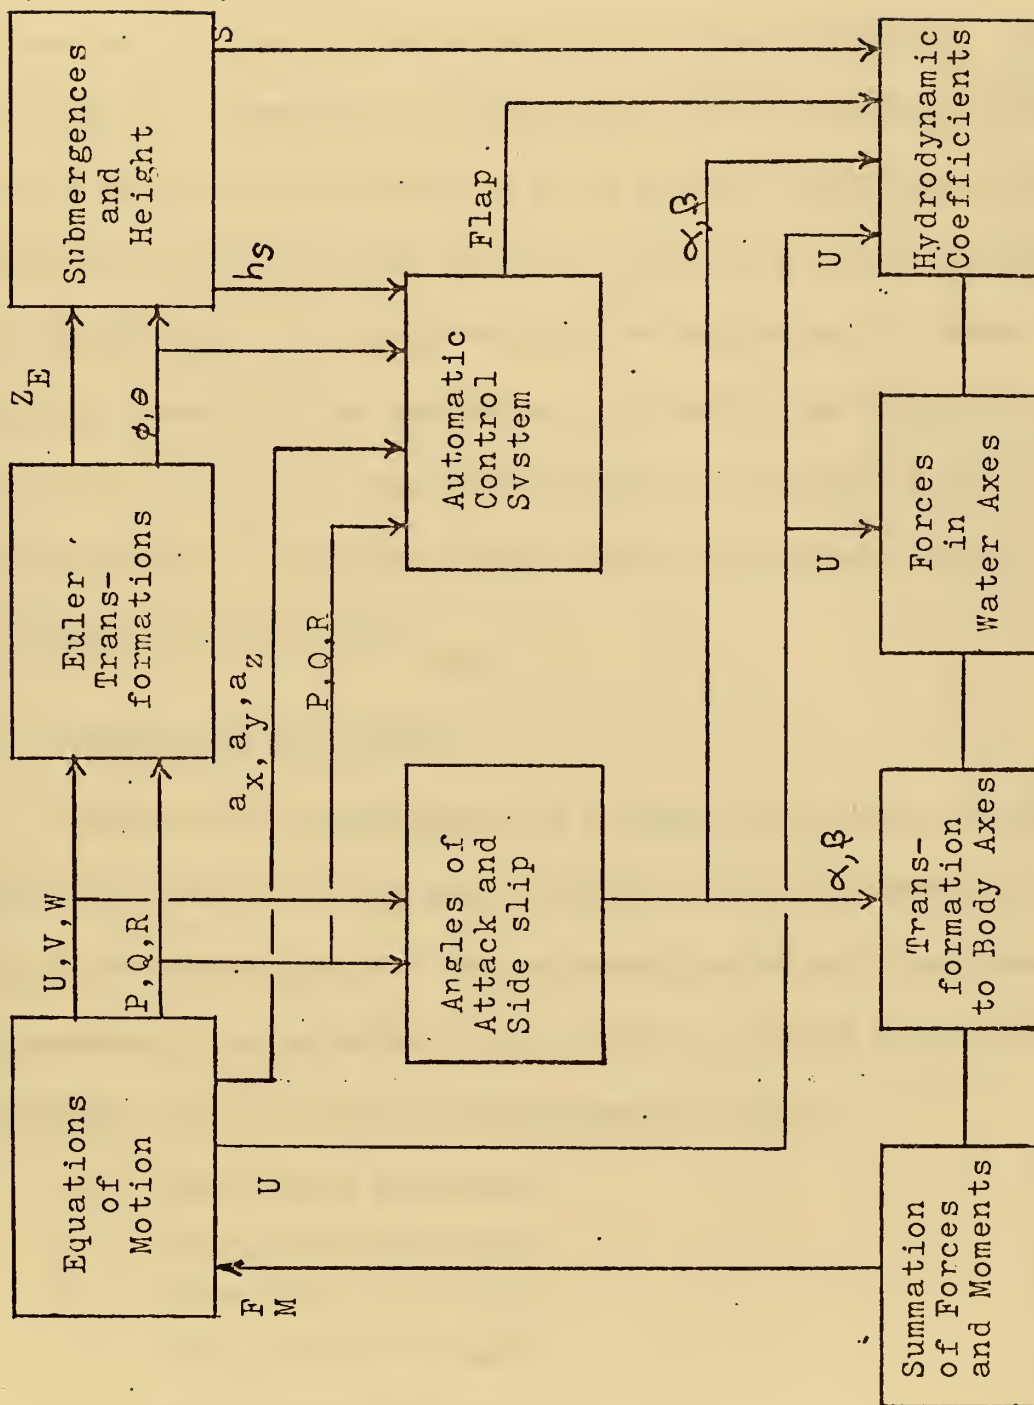 Equations
of
Motion
U,V,W
P,Q,R
Euler
Trans-
formations
Z_E
φ,θ
Submergences
and
Height
S
h_S
F
M
U
a_x,a_y,a_z
P,Q,R
Angles of
Attack and
Side slip
Automatic
Control
System
Flap
α,β
α,β
U
U
Summation
of Forces
and Moments
Trans-
formation
to Body Axes
Forces
in
Water Axes
Hydrodynamic
Coefficients